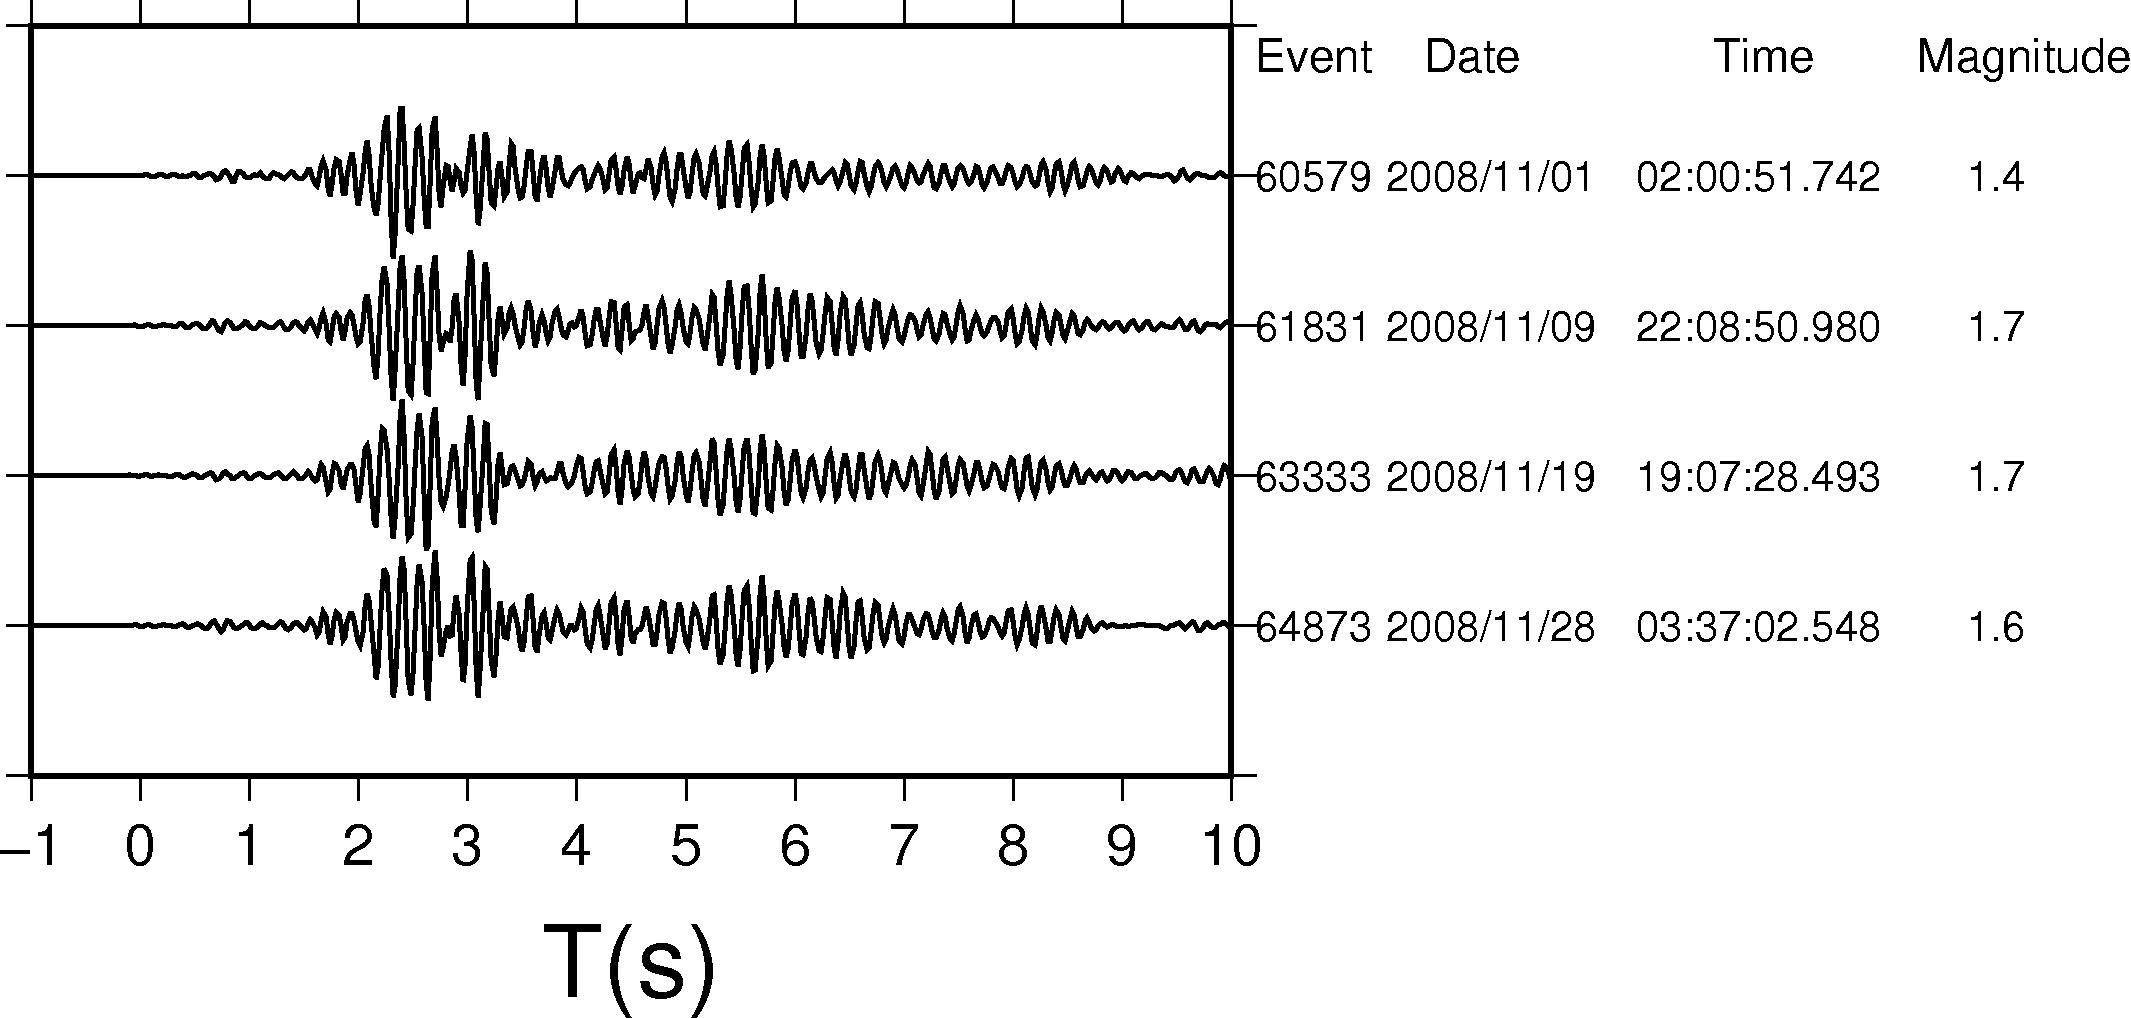 Event Date Time Magnitude
60579 2008/11/01 02:00:51.742 1.4
61831 2008/11/09 22:08:50.980 1.7
63333 2008/11/19 19:07:28.493 1.7
64873 2008/11/28 03:37:02.548 1.6
−1 0 1 2 3 4 5 6 7 8 9 10
T(s)